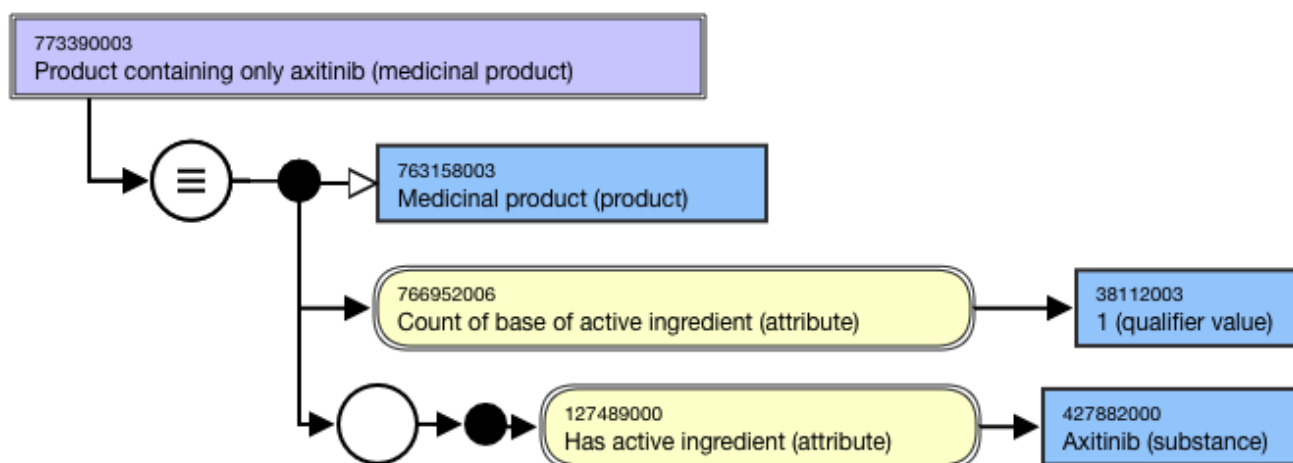 773390003
Product containing only axitinib (medicinal product)
763158003
Medicinal product (product)
766952006
Count of base of active ingredient (attribute)
38112003
1 (qualifier value)
127489000
Has active ingredient (attribute)
427882000
Axitinib (substance)